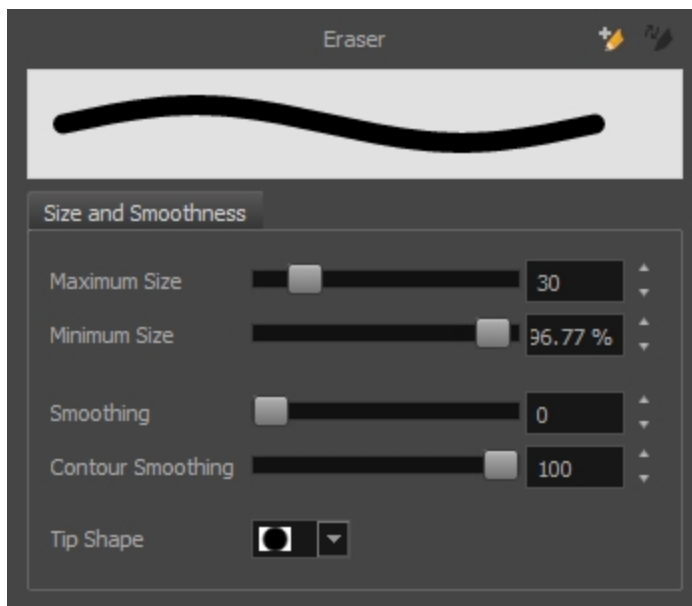 Eraser
Size and Smoothness
Maximum Size 30
Minimum Size 96.77 %
Smoothing 0
Contour Smoothing 100
Tip Shape